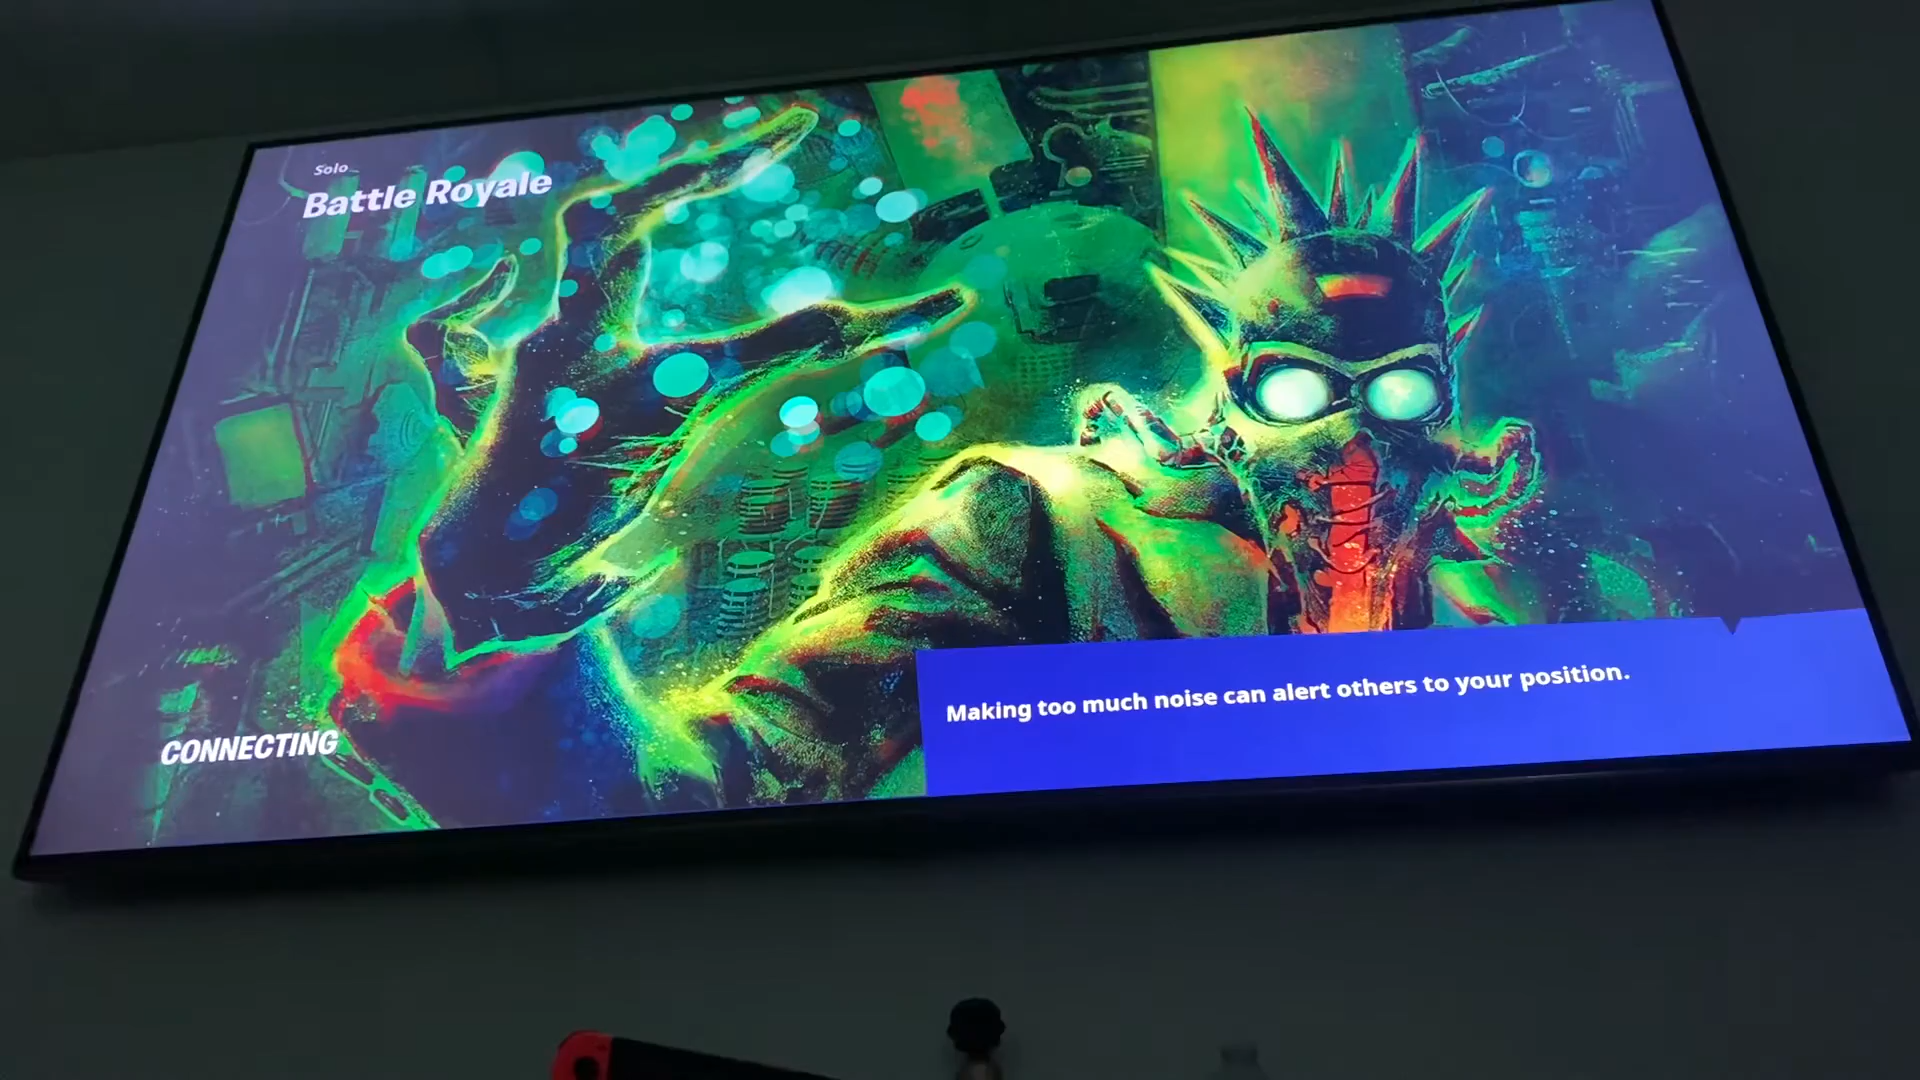 Solo
Battle Royale
Making too much noise can alert others to your position.
CONNECTING